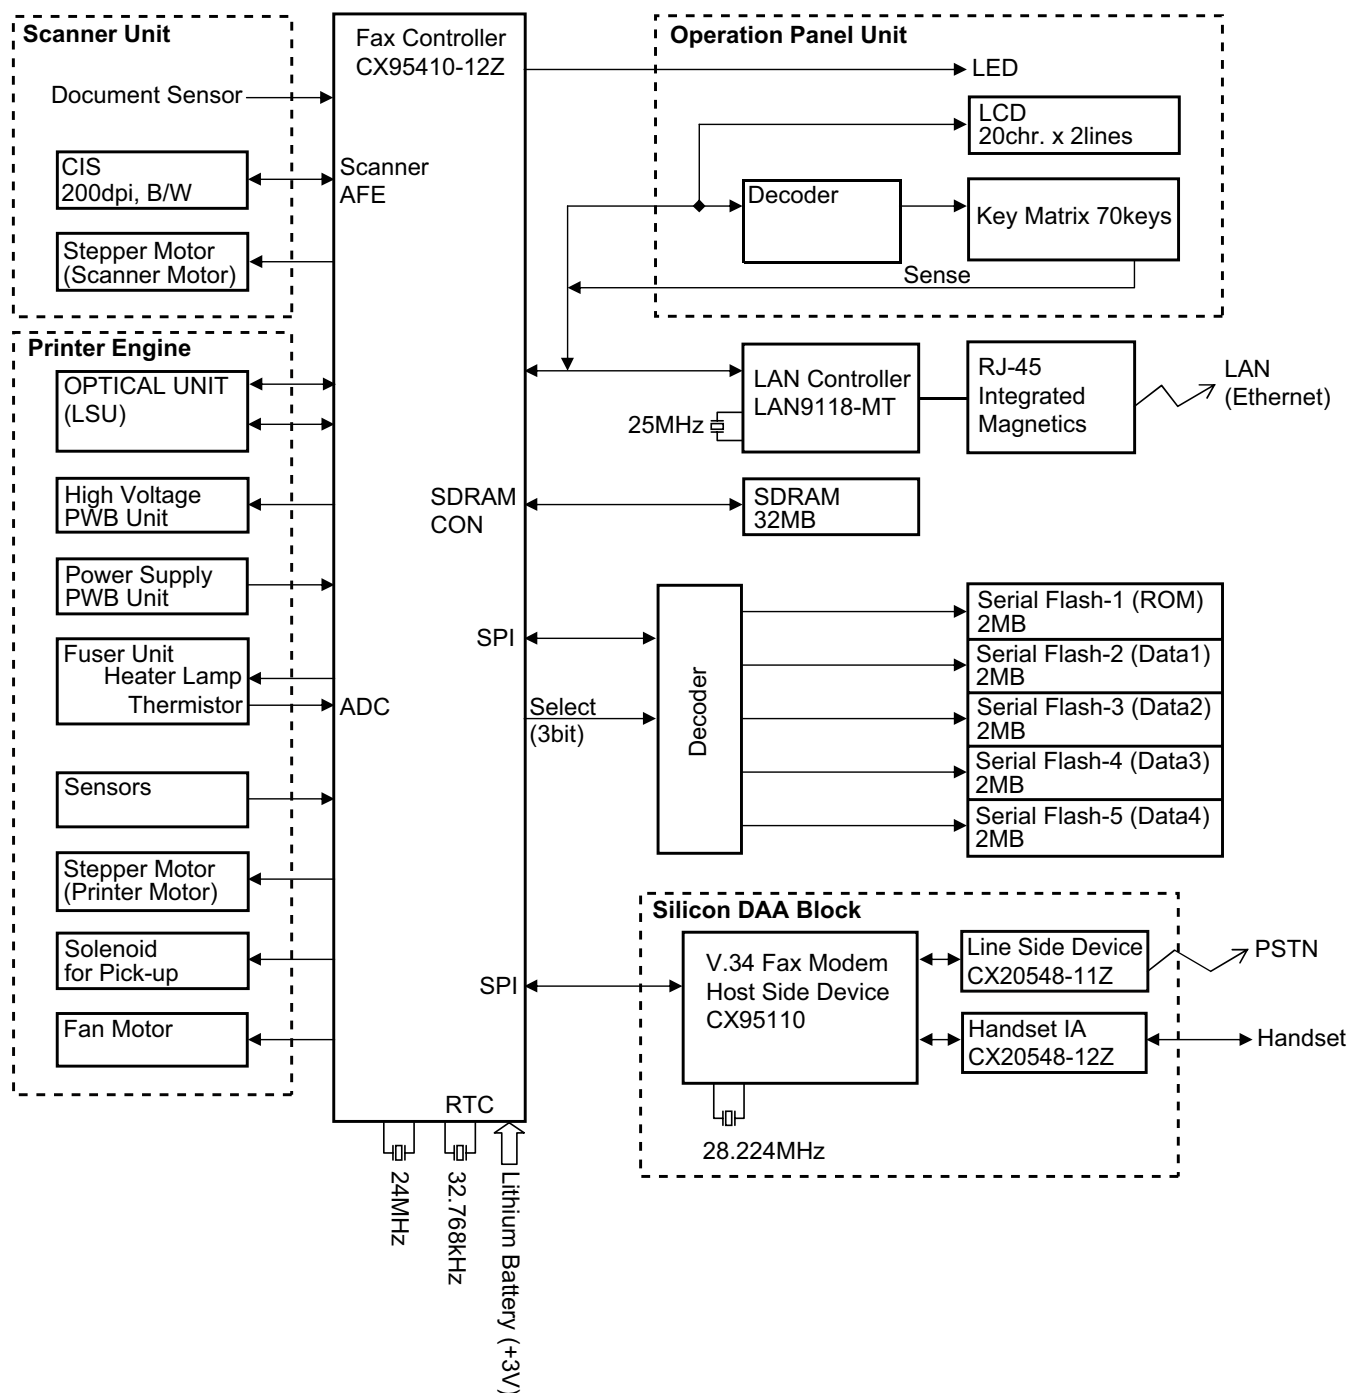 Scanner Unit
Document Sensor
CIS
200dpi, B/W
Stepper Motor
(Scanner Motor)
Printer Engine
OPTICAL UNIT
(LSU)
High Voltage
PWB Unit
Power Supply
PWB Unit
Fuser Unit
Heater Lamp
Thermistor
Sensors
Stepper Motor
(Printer Motor)
Solenoid
for Pick-up
Fan Motor
Fax Controller
CX95410-12Z
Scanner
AFE
SDRAM
CON
SPI
ADC
Select
(3bit)
SPI
RTC
24MHz
32.768kHz
Lithium Battery (+3V)
Operation Panel Unit
LED
LCD
20chr. x 2lines
Decoder
Key Matrix 70keys
Sense
LAN Controller
LAN9118-MT
25MHz
RJ-45
Integrated
Magnetics
LAN
(Ethernet)
SDRAM
32MB
Decoder
Serial Flash-1 (ROM)
2MB
Serial Flash-2 (Data1)
2MB
Serial Flash-3 (Data2)
2MB
Serial Flash-4 (Data3)
2MB
Serial Flash-5 (Data4)
2MB
Silicon DAA Block
V.34 Fax Modem
Host Side Device
CX95110
28.224MHz
Line Side Device
CX20548-11Z
PSTN
Handset IA
CX20548-12Z
Handset